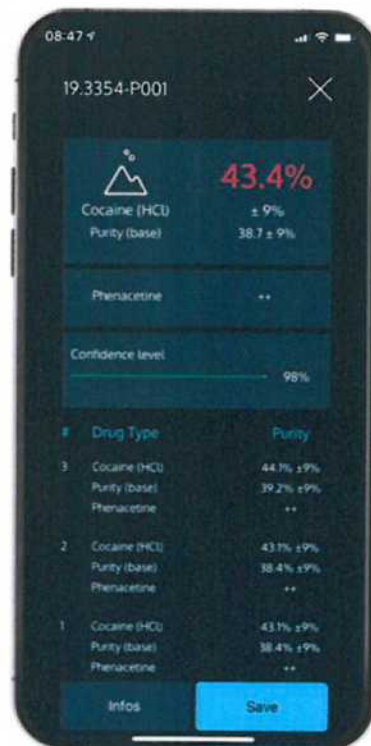 08:47
19.3354-P001
43.4%
Cocaine (HCl) ± 9%
Purity (base) 38.7 ± 9%
Phenacetine ++
Confidence level
98%
# Drug Type Purity
3 Cocaine (HCl) 44.1% ±9%
Purity (base) 39.2% ±9%
Phenacetine ++
2 Cocaine (HCl) 43.1% ±9%
Purity (base) 38.4% ±9%
Phenacetine ++
1 Cocaine (HCl) 43.1% ±9%
Purity (base) 38.4% ±9%
Phenacetine ++
Infos Save